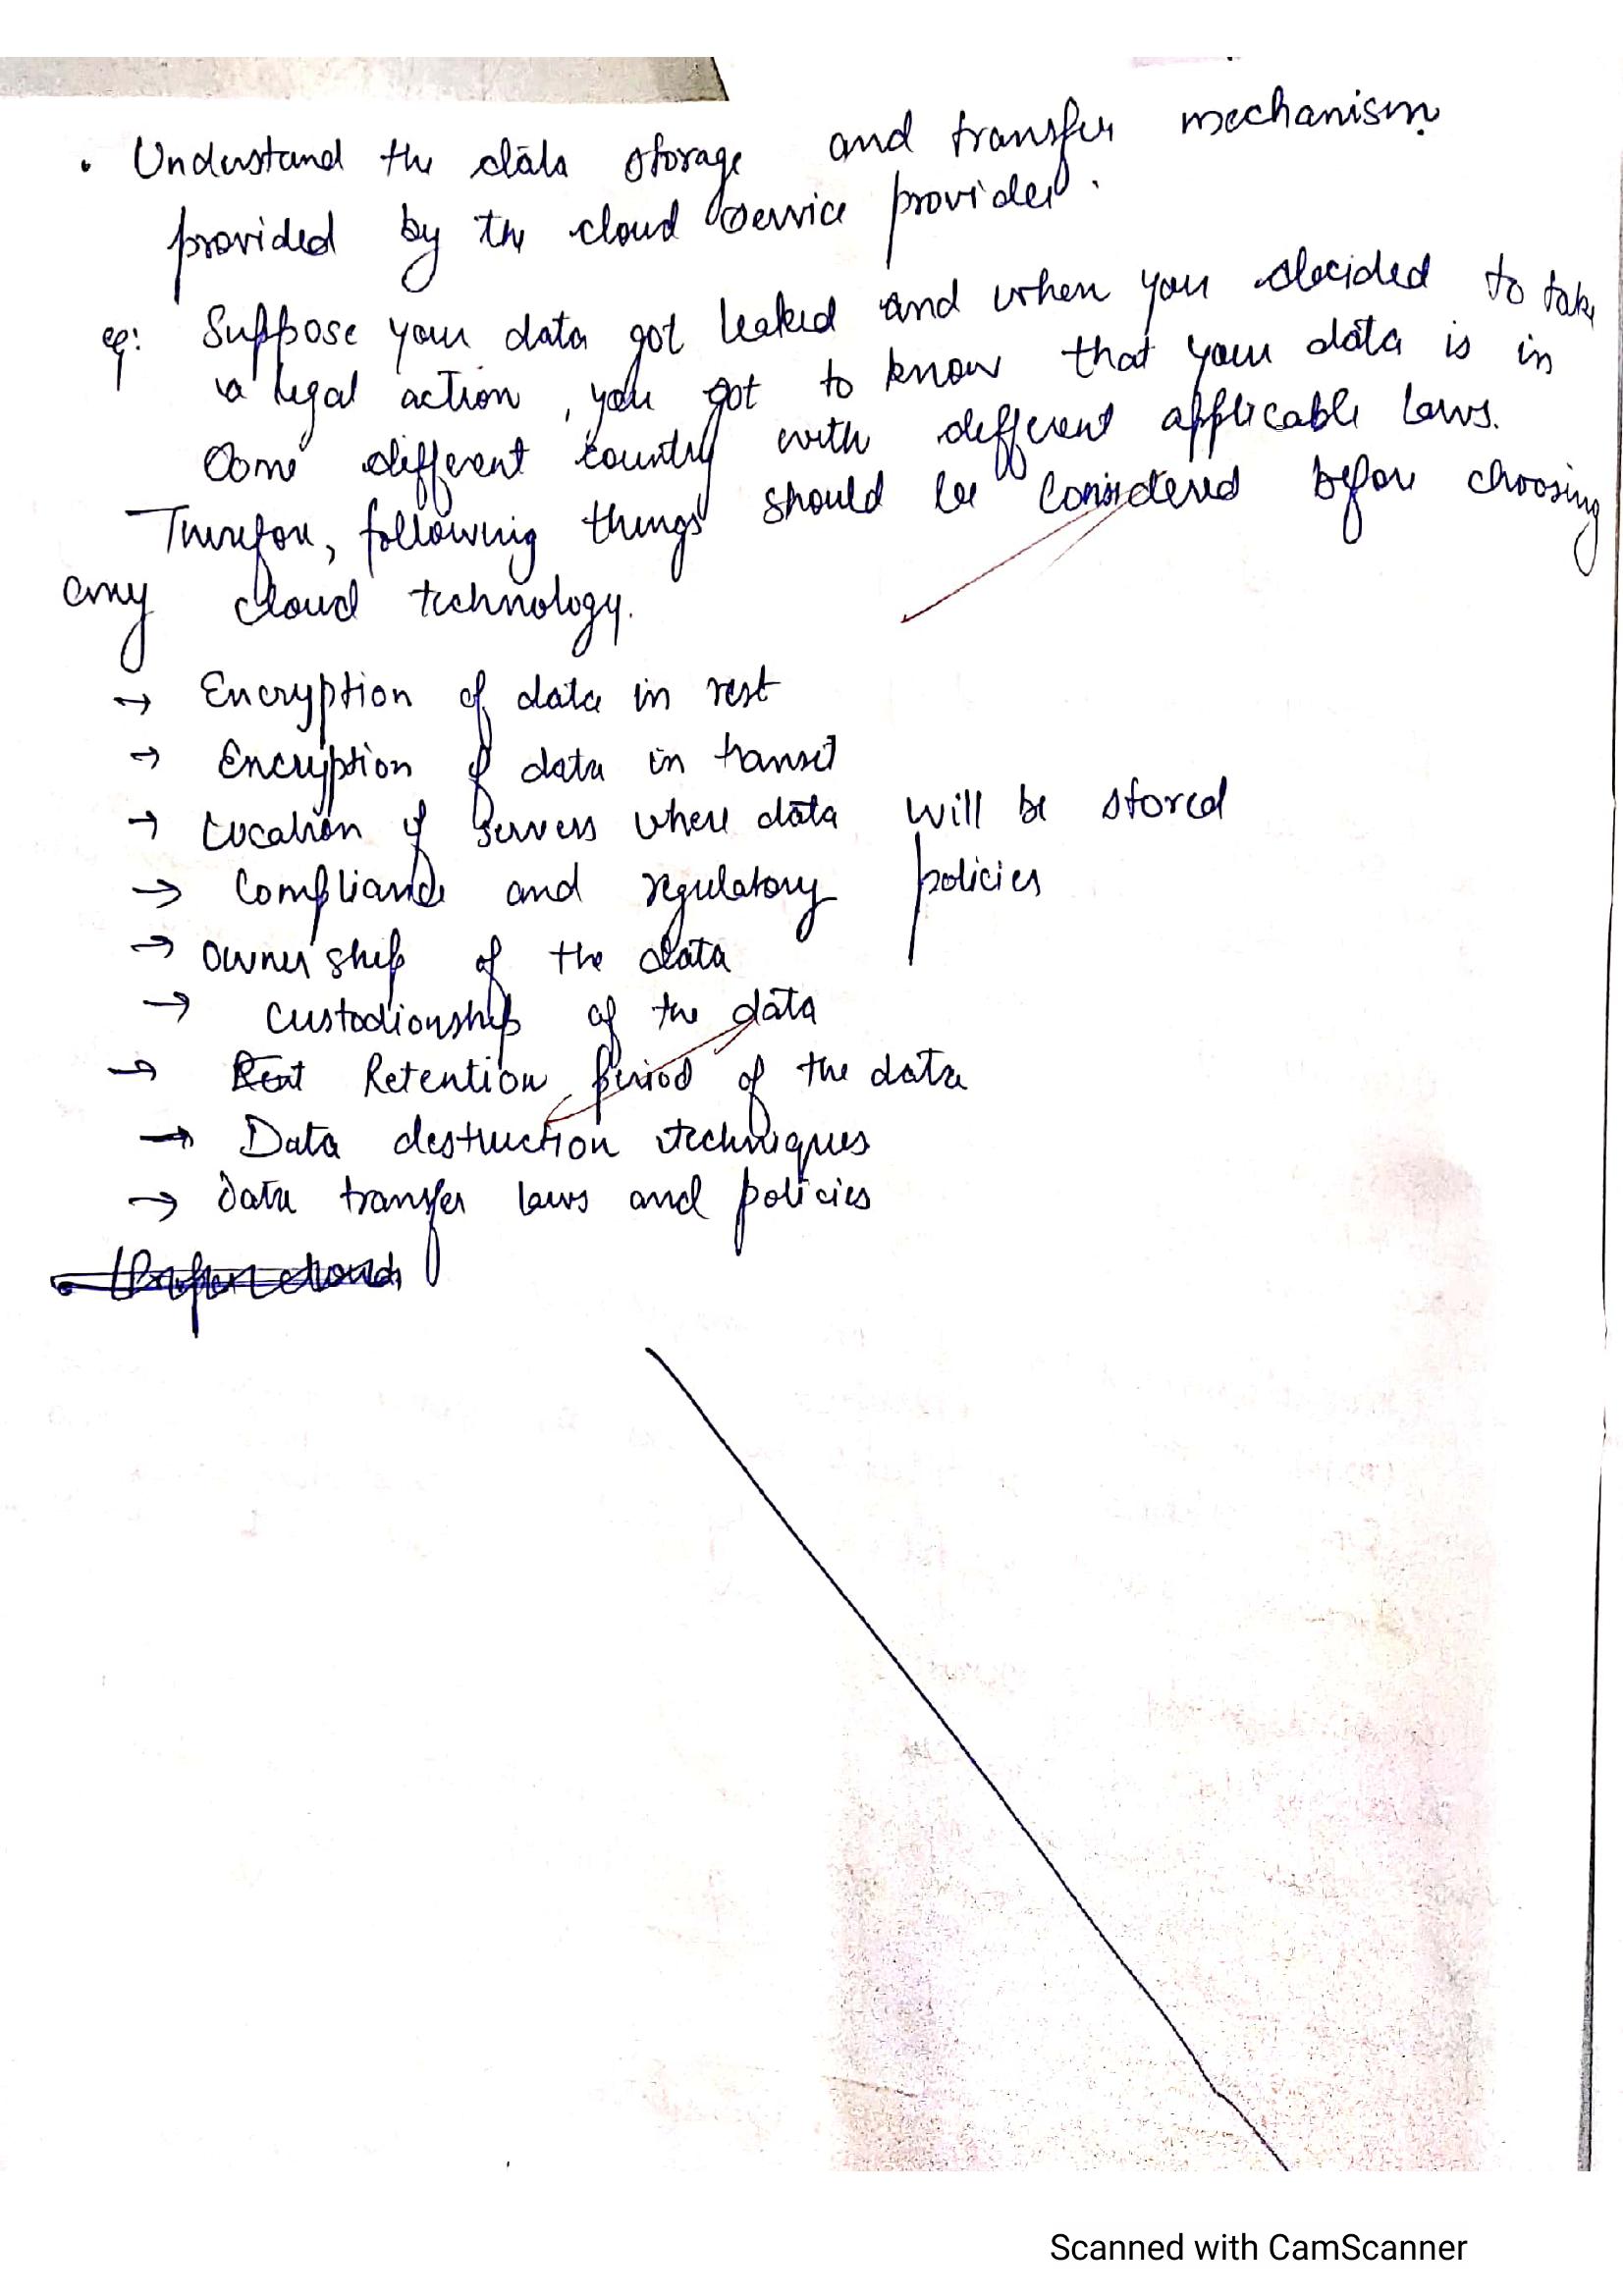 • Understand the data storage and transfer mechanism
provided by the cloud service provider.
eg: Suppose your data got leaked and when you decided to take
a legal action, you got to know that your data is in
some different country with different applicable laws.
Therefore, following things should be considered before choosing
any cloud technology.
→ Encryption of data in rest
→ Encryption of data in transit
→ Location of servers where data will be stored
→ Compliance and regulatory policies
→ Ownership of the data
→ Custodionship of the data
→ Retention period of the data
→ Data destruction techniques
→ Data transfer laws and policies
Scanned with CamScanner